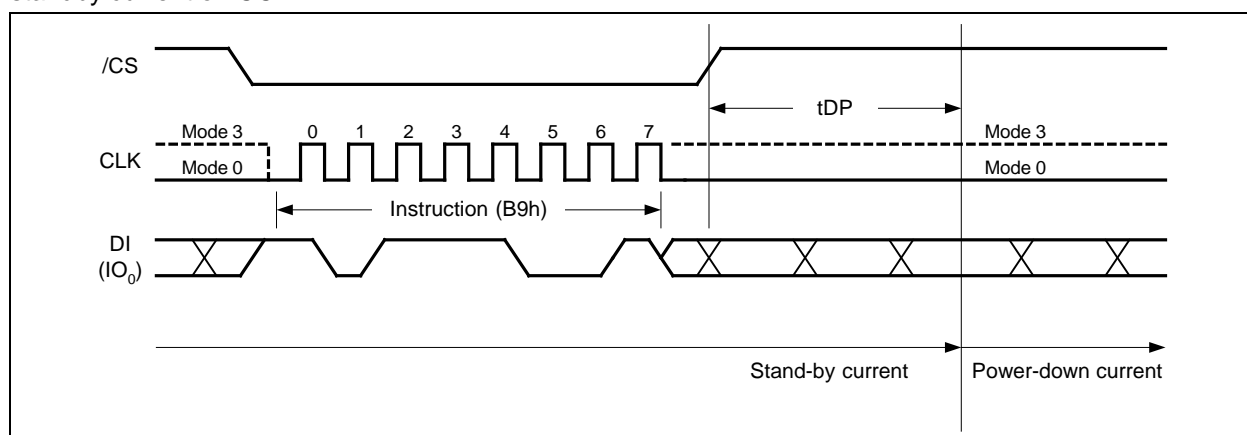 /CS
tDP
Mode 3 0 1 2 3 4 5 6 7 Mode 3
CLK
Mode 0 Mode 0
Instruction (B9h)
DI
(IO0)
Stand-by current Power-down current